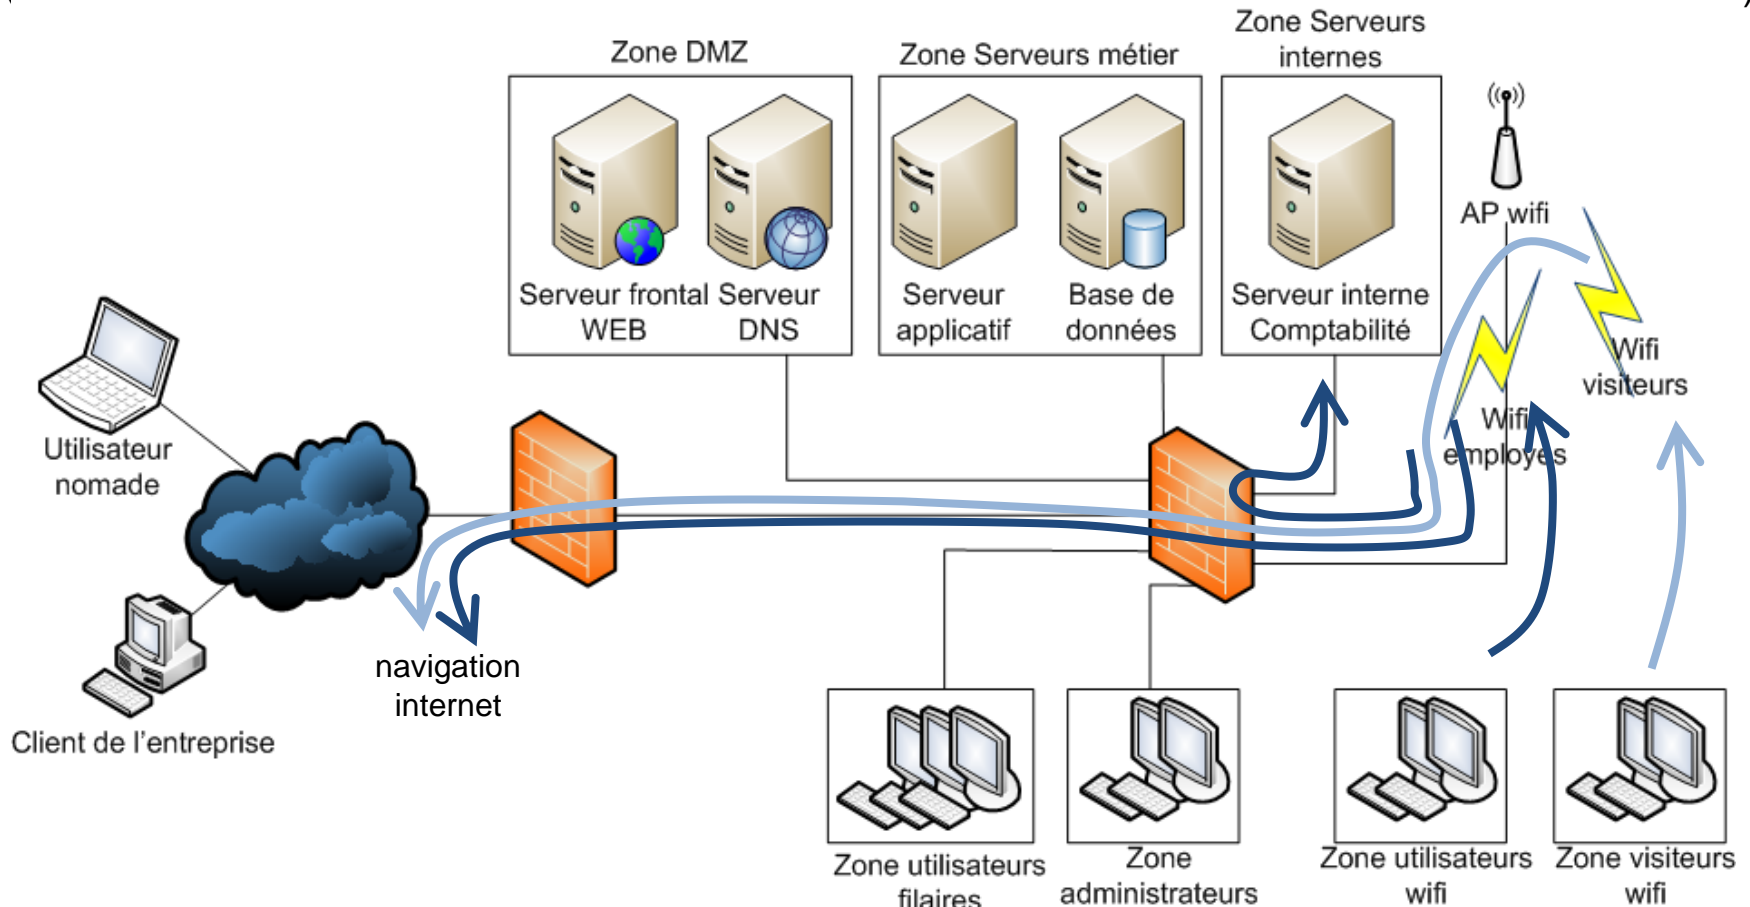 Zone Serveurs
internes
Zone DMZ
Zone Serveurs métier
AP wifi
Serveur frontal
WEB
Serveur
DNS
Serveur
applicatif
Base de
données
Serveur interne
Comptabilité
Wifi
visiteurs
Wifi
employés
Utilisateur
nomade
navigation
internet
Client de l'entreprise
Zone utilisateurs
filaires
Zone
administrateurs
Zone utilisateurs
wifi
Zone visiteurs
wifi